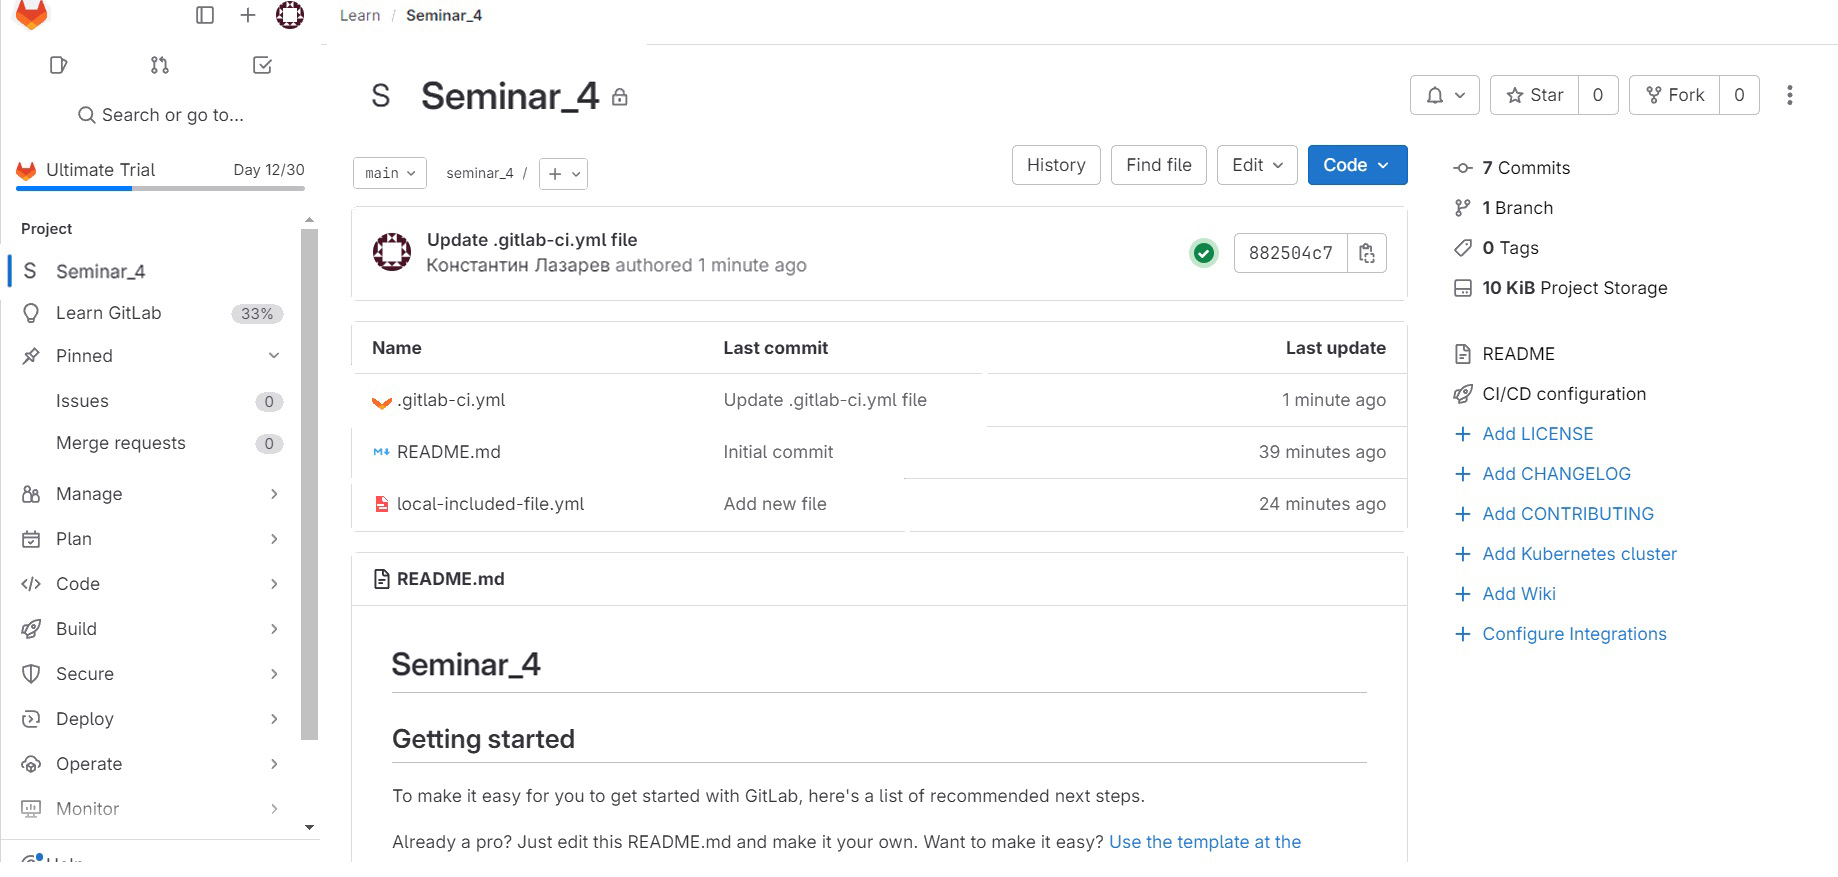 Learn / Seminar_4
Search or go to...
Ultimate Trial Day 12/30
Project
S Seminar_4
Learn GitLab 33%
Pinned
Issues 0
Merge requests 0
Manage
Plan
Code
Build
Secure
Deploy
Operate
Monitor
Help
S Seminar_4
Star 0
Fork 0
main
seminar_4 /
History
Find file
Edit
Code
Update .gitlab-ci.yml file
Константин Лазарев authored 1 minute ago
882504c7
Name Last commit Last update
.gitlab-ci.yml Update .gitlab-ci.yml file 1 minute ago
README.md Initial commit 39 minutes ago
local-included-file.yml Add new file 24 minutes ago
README.md
Seminar_4
Getting started
To make it easy for you to get started with GitLab, here's a list of recommended next steps.
Already a pro? Just edit this README.md and make it your own. Want to make it easy? Use the template at the
7 Commits
1 Branch
0 Tags
10 KiB Project Storage
README
CI/CD configuration
+ Add LICENSE
+ Add CHANGELOG
+ Add CONTRIBUTING
+ Add Kubernetes cluster
+ Add Wiki
+ Configure Integrations